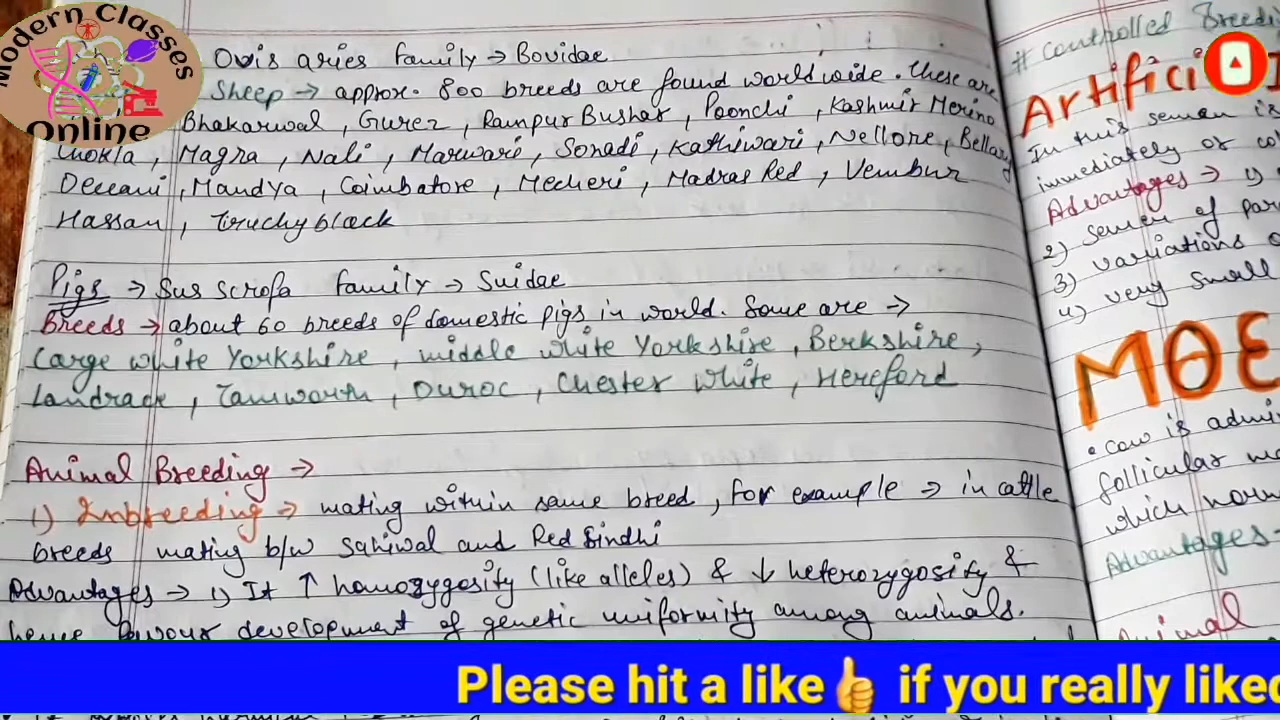 Modern Classes
Online
Ovis aries family → Bovidae
Sheep → approx. 800 breeds are found world wide. These are
Bhakarwal, Gurez, Rampur Bushar, Poonchi, Kashmir Merino
Chokla, Magra, Nali, Marwari, Sonadi, Kathiwari, Nellore, Bellary
Deccani, Mandya, Coimbatore, Mecheri, Madras Red, Vembur
Hassan, Truchy black
Pigs → Sus scrofa family → Suidae
Breeds → about 60 breeds of domestic pigs in world. Some are →
Large white Yorkshire, middle white Yorkshire, Berkshire,
Landrace, Tamworth, Duroc, Chester white, Hereford
Animal Breeding →
1) Inbreeding → mating within same breed, for example → in cattle
breeds mating b/w Sahiwal and Red Sindhi
Advantages → 1) It ↑ homozygosity (like alleles) & ↓ heterozygosity &
hence favour development of genetic uniformity among animals.
# Controlled Breedi
Artifici
In this semen is
immediately or co
Advantages → 1)
2) semen of par
3) variations
4) very small
MOE
• cow is admi
follicular ma
which norm
Advantages-
Animal
Please hit a like👍 if you really liked